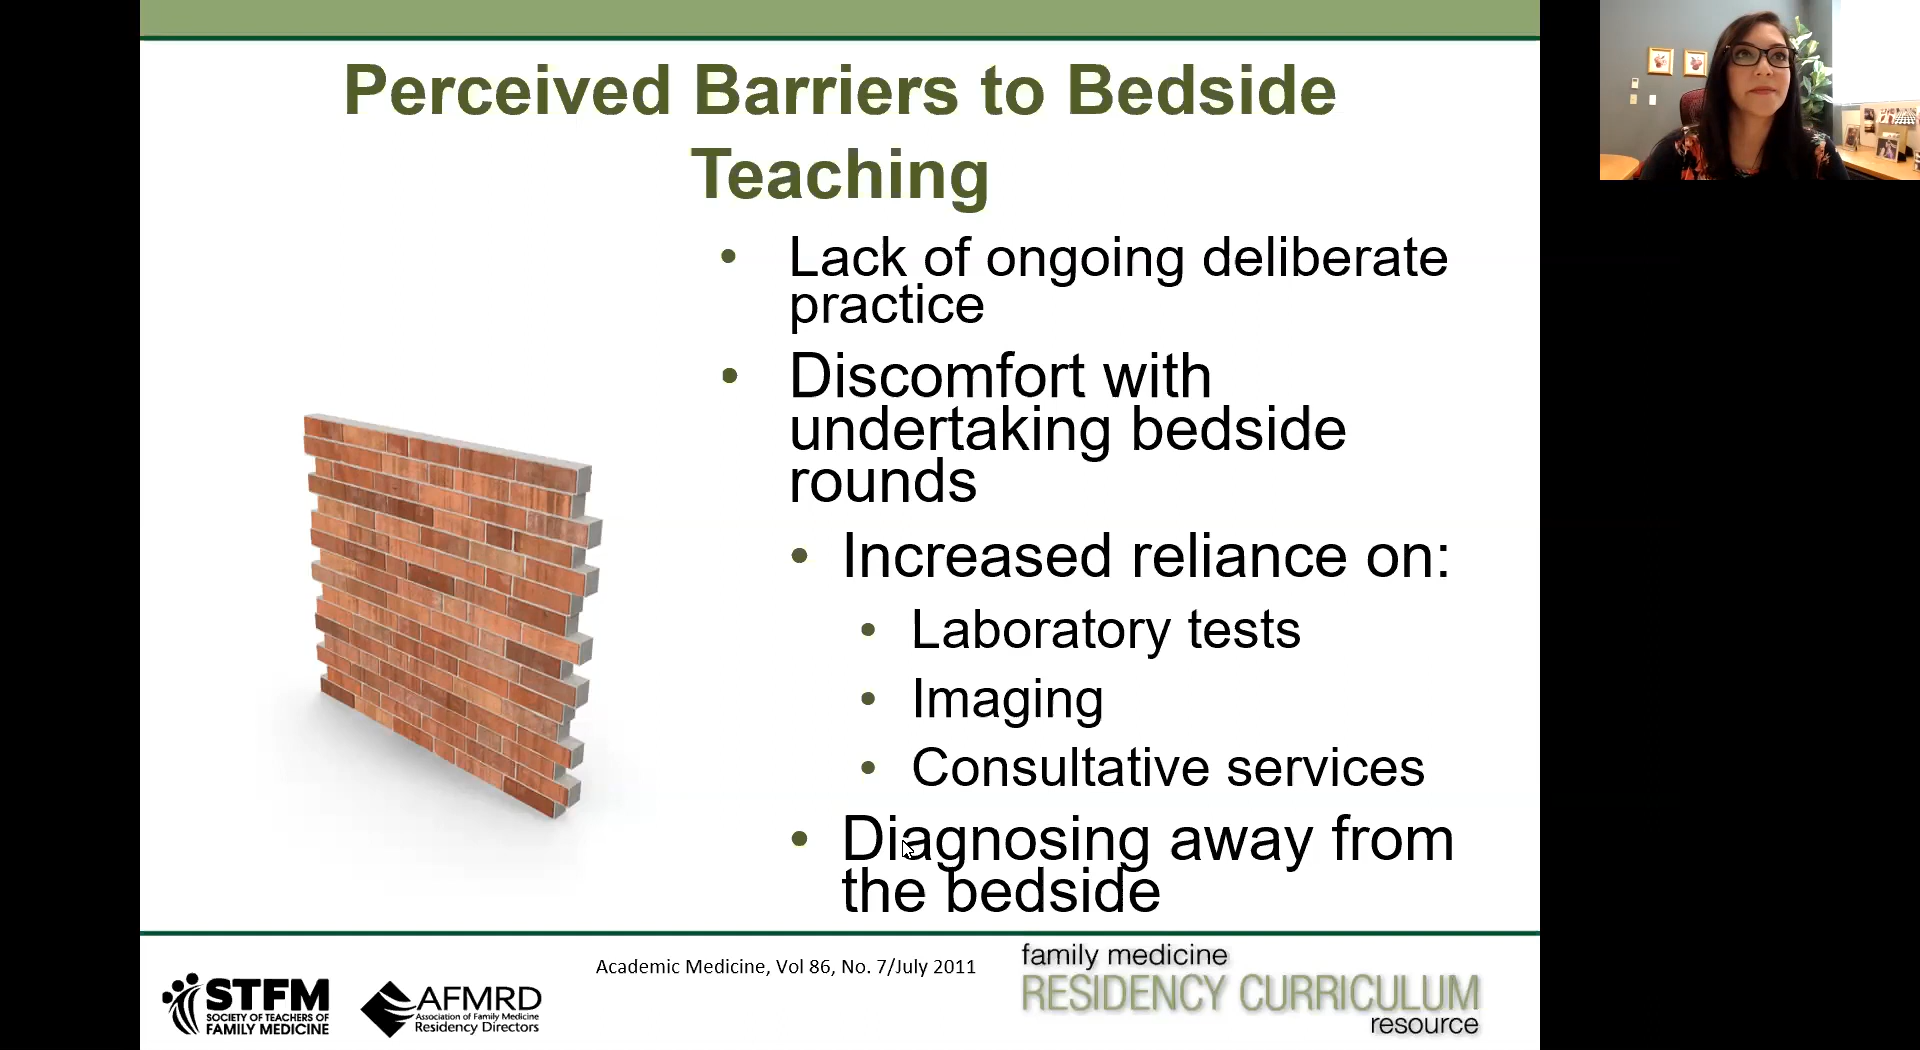 Perceived Barriers to Bedside
Teaching
• Lack of ongoing deliberate
practice
• Discomfort with
undertaking bedside
rounds
• Increased reliance on:
• Laboratory tests
• Imaging
• Consultative services
• Diagnosing away from
the bedside
Academic Medicine, Vol 86, No. 7/July 2011
STFM
SOCIETY OF TEACHERS OF
FAMILY MEDICINE
AFMRD
Association of Family Medicine
Residency Directors
family medicine
RESIDENCY CURRICULUM
resource